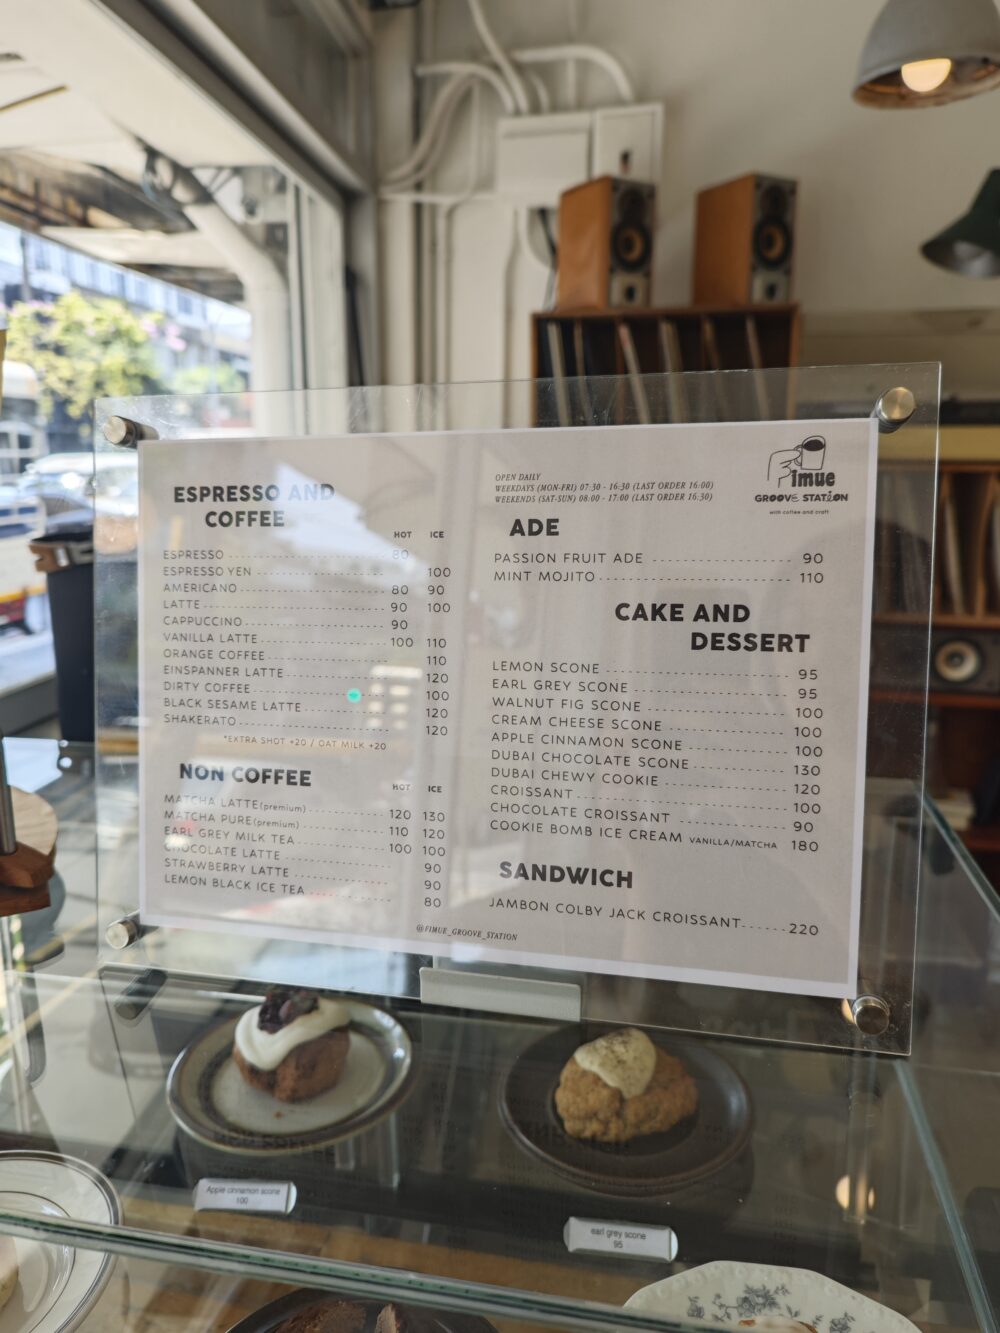 Fimue
GROOVE STATION
with coffee and craft
ESPRESSO AND
COFFEE
HOT ICE
ESPRESSO 80
ESPRESSO YEN 100
AMERICANO 80 90
LATTE 90 100
CAPPUCCINO 90
VANILLA LATTE 100 110
ORANGE COFFEE 110
EINSPANNER LATTE 120
DIRTY COFFEE 100
BLACK SESAME LATTE 120
SHAKERATO 120
*EXTRA SHOT +20 / OAT MILK +20
NON COFFEE
HOT ICE
MATCHA LATTE(premium) 120 130
MATCHA PURE(premium) 110 120
EARL GREY MILK TEA 100 100
CHOCOLATE LATTE 90
STRAWBERRY LATTE 90
LEMON BLACK ICE TEA 80
OPEN DAILY
WEEKDAYS (MON-FRI) 07:30 - 16:30 (LAST ORDER 16:00)
WEEKENDS (SAT-SUN) 08:00 - 17:00 (LAST ORDER 16:30)
ADE
PASSION FRUIT ADE 90
MINT MOJITO 110
CAKE AND
DESSERT
LEMON SCONE 95
EARL GREY SCONE 95
WALNUT FIG SCONE 100
CREAM CHEESE SCONE 100
APPLE CINNAMON SCONE 100
DUBAI CHOCOLATE SCONE 130
DUBAI CHEWY COOKIE 120
CROISSANT 100
CHOCOLATE CROISSANT 90
COOKIE BOMB ICE CREAM VANILLA/MATCHA 180
SANDWICH
JAMBON COLBY JACK CROISSANT 220
@FIMUE_GROOVE_STATION
Apple cinnamon scone
100
earl grey scone
95